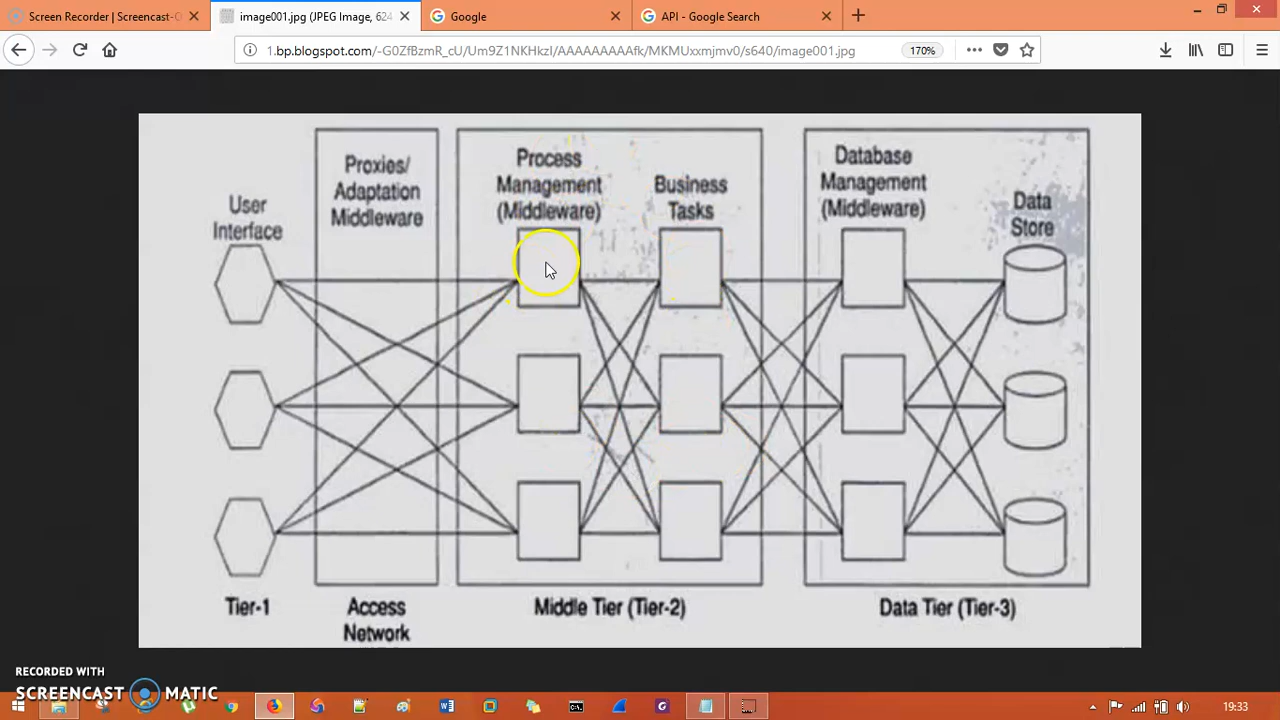 Screen Recorder | Screencast-O
image001.jpg (JPEG Image, 624
Google
API - Google Search
1.bp.blogspot.com/-G0ZfBzmR_cU/Um9Z1NKHkzI/AAAAAAAAAfk/MKMUxxmjmv0/s640/image001.jpg
170%
User
Interface
Proxies/
Adaptation
Middleware
Process
Management
(Middleware)
Business
Tasks
Database
Management
(Middleware)
Data
Store
Tier-1
Access
Network
Middle Tier (Tier-2)
Data Tier (Tier-3)
RECORDED WITH
SCREENCAST MATIC
19:33